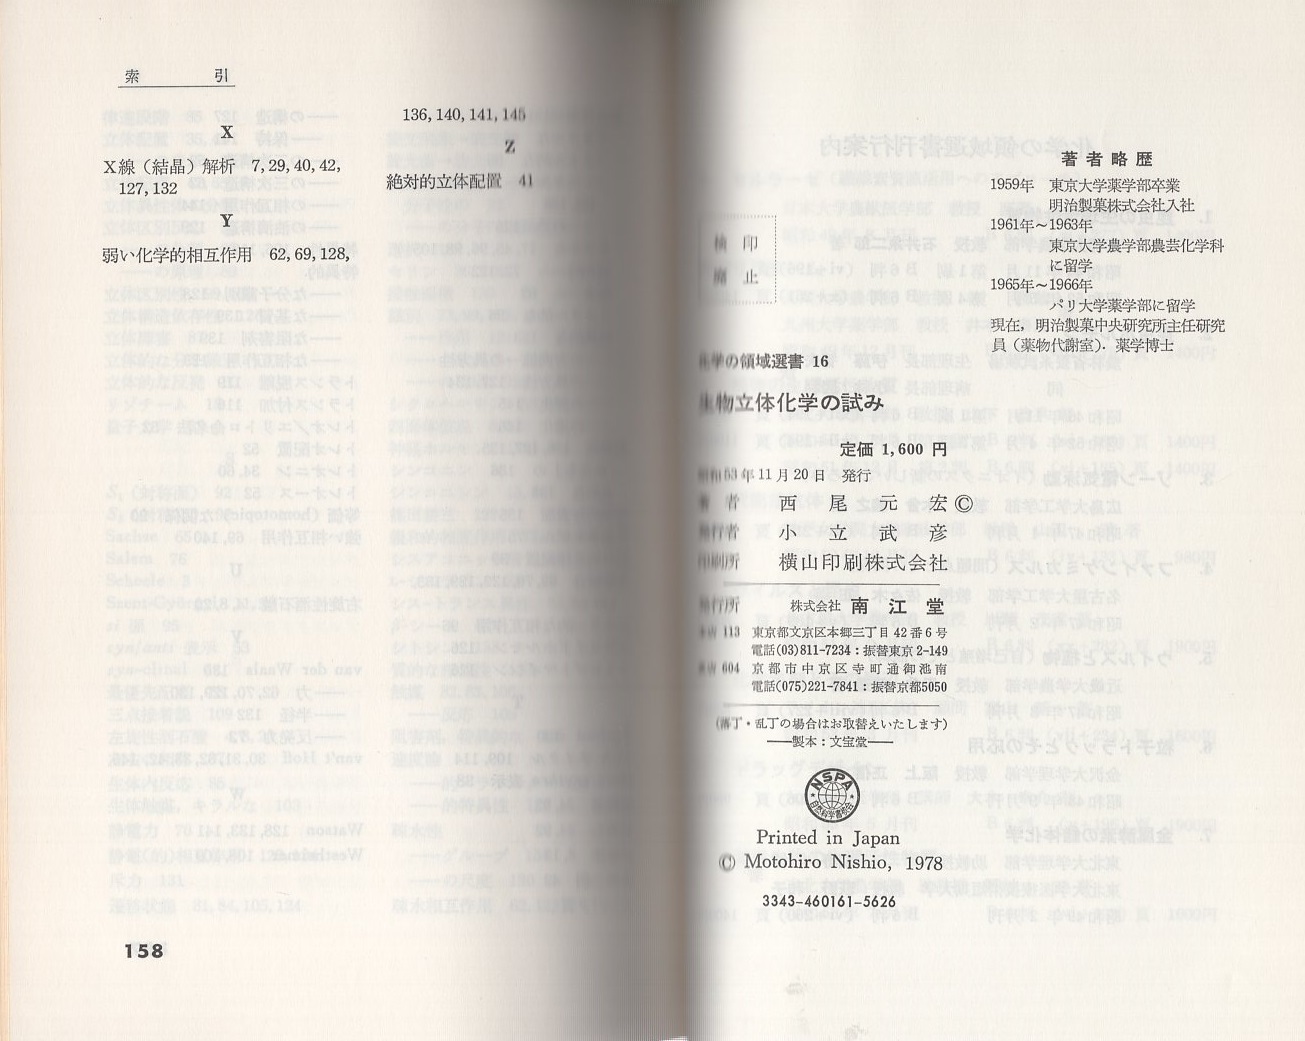 索 引
X
X線（結晶）解析 7, 29, 40, 42,
127, 132
Y
弱い化学的相互作用 62, 69, 128,
136, 140, 141, 145
Z
絶対的立体配置 41
158
著者略歴
1959年 東京大学薬学部卒業
明治製菓株式会社入社
1961年～1963年
東京大学農学部農芸化学科
に留学
1965年～1966年
パリ大学薬学部に留学
現在，明治製菓中央研究所主任研究
員（薬物代謝室）．薬学博士
検 印
廃 止
化学の領域選書 16
生物立体化学の試み
定価 1,600 円
昭和53年11月20日 発行
著者 西尾元宏©
発行者 小立武彦
印刷所 横山印刷株式会社
発行所 株式会社 南江堂
本店 113 東京都文京区本郷三丁目42番6号
電話(03)811-7234：振替東京2-149
支店 604 京都市中京区寺町通御池南
電話(075)221-7841：振替京都5050
（落丁・乱丁の場合はお取替えいたします）
——製本：文宝堂——
NSPA
自然科学書協会
Printed in Japan
© Motohiro Nishio, 1978
3343-460161-5626